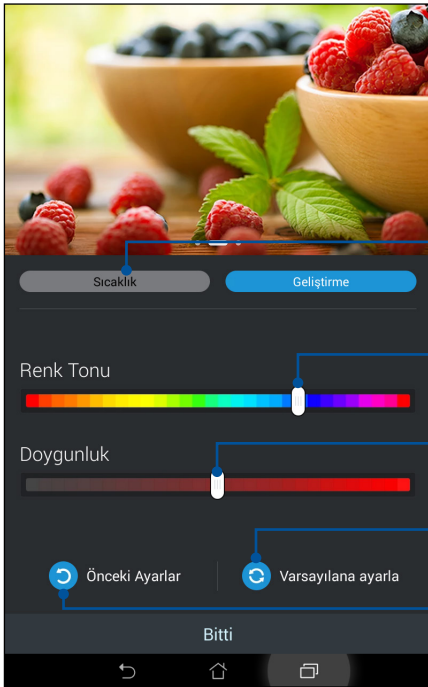 Sıcaklık Geliştirme
Renk Tonu
Doygunluk
Önceki Ayarlar Varsayılana ayarla
Bitti